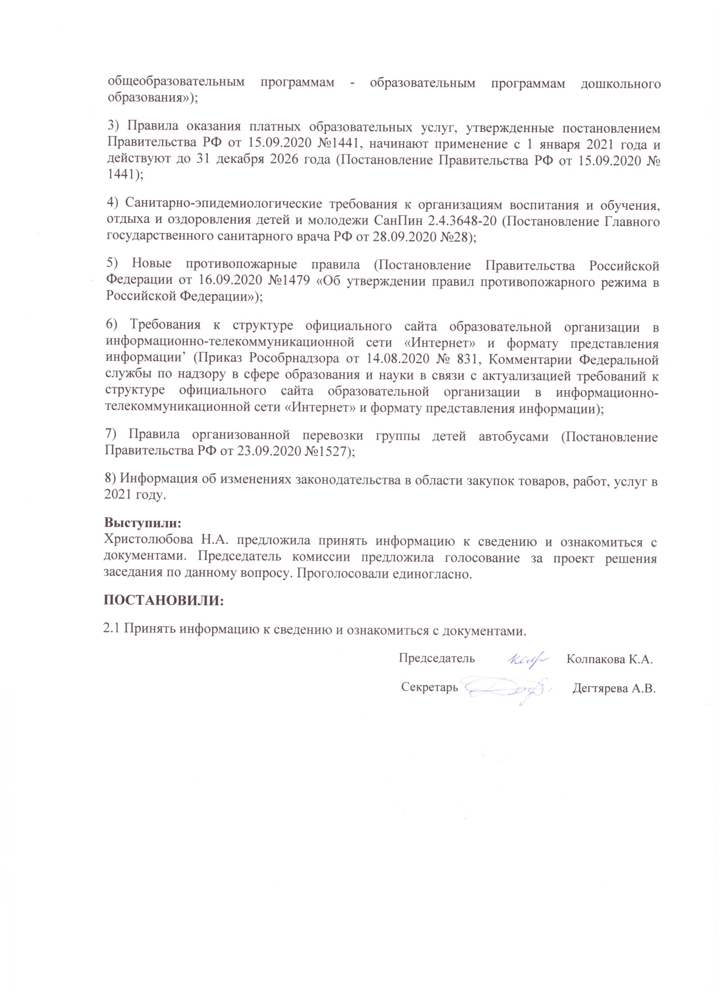 общеобразовательным программам - образовательным программам дошкольного
образования»);
3) Правила оказания платных образовательных услуг, утвержденные постановлением
Правительства РФ от 15.09.2020 №1441, начинают применение с 1 января 2021 года и
действуют до 31 декабря 2026 года (Постановление Правительства РФ от 15.09.2020 №
1441);
4) Санитарно-эпидемиологические требования к организациям воспитания и обучения,
отдыха и оздоровления детей и молодежи СанПин 2.4.3648-20 (Постановление Главного
государственного санитарного врача РФ от 28.09.2020 №28);
5) Новые противопожарные правила (Постановление Правительства Российской
Федерации от 16.09.2020 №1479 «Об утверждении правил противопожарного режима в
Российской Федерации»);
6) Требования к структуре официального сайта образовательной организации в
информационно-телекоммуникационной сети «Интернет» и формату представления
информации’ (Приказ Рособрнадзора от 14.08.2020 № 831, Комментарии Федеральной
службы по надзору в сфере образования и науки в связи с актуализацией требований к
структуре официального сайта образовательной организации в информационно-
телекоммуникационной сети «Интернет» и формату представления информации);
7) Правила организованной перевозки группы детей автобусами (Постановление
Правительства РФ от 23.09.2020 №1527);
8) Информация об изменениях законодательства в области закупок товаров, работ, услуг в
2021 году.
Выступили:
Христолюбова Н.А. предложила принять информацию к сведению и ознакомиться с
документами. Председатель комиссии предложила голосование за проект решения
заседания по данному вопросу. Проголосовали единогласно.
ПОСТАНОВИЛИ:
2.1 Принять информацию к сведению и ознакомиться с документами.
Председатель Колпакова К.А.
Секретарь Дегтярева А.В.